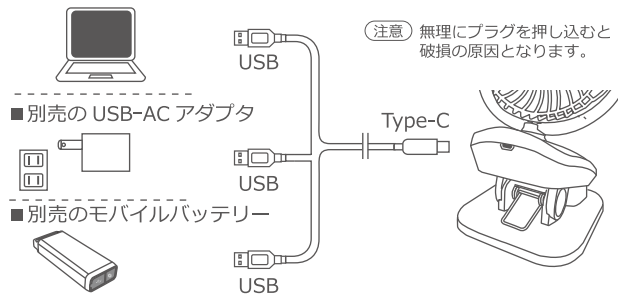 USB
注意 無理にプラグを押し込むと
破損の原因となります。
■別売の USB-AC アダプタ
Type-C
USB
■別売のモバイルバッテリー
USB